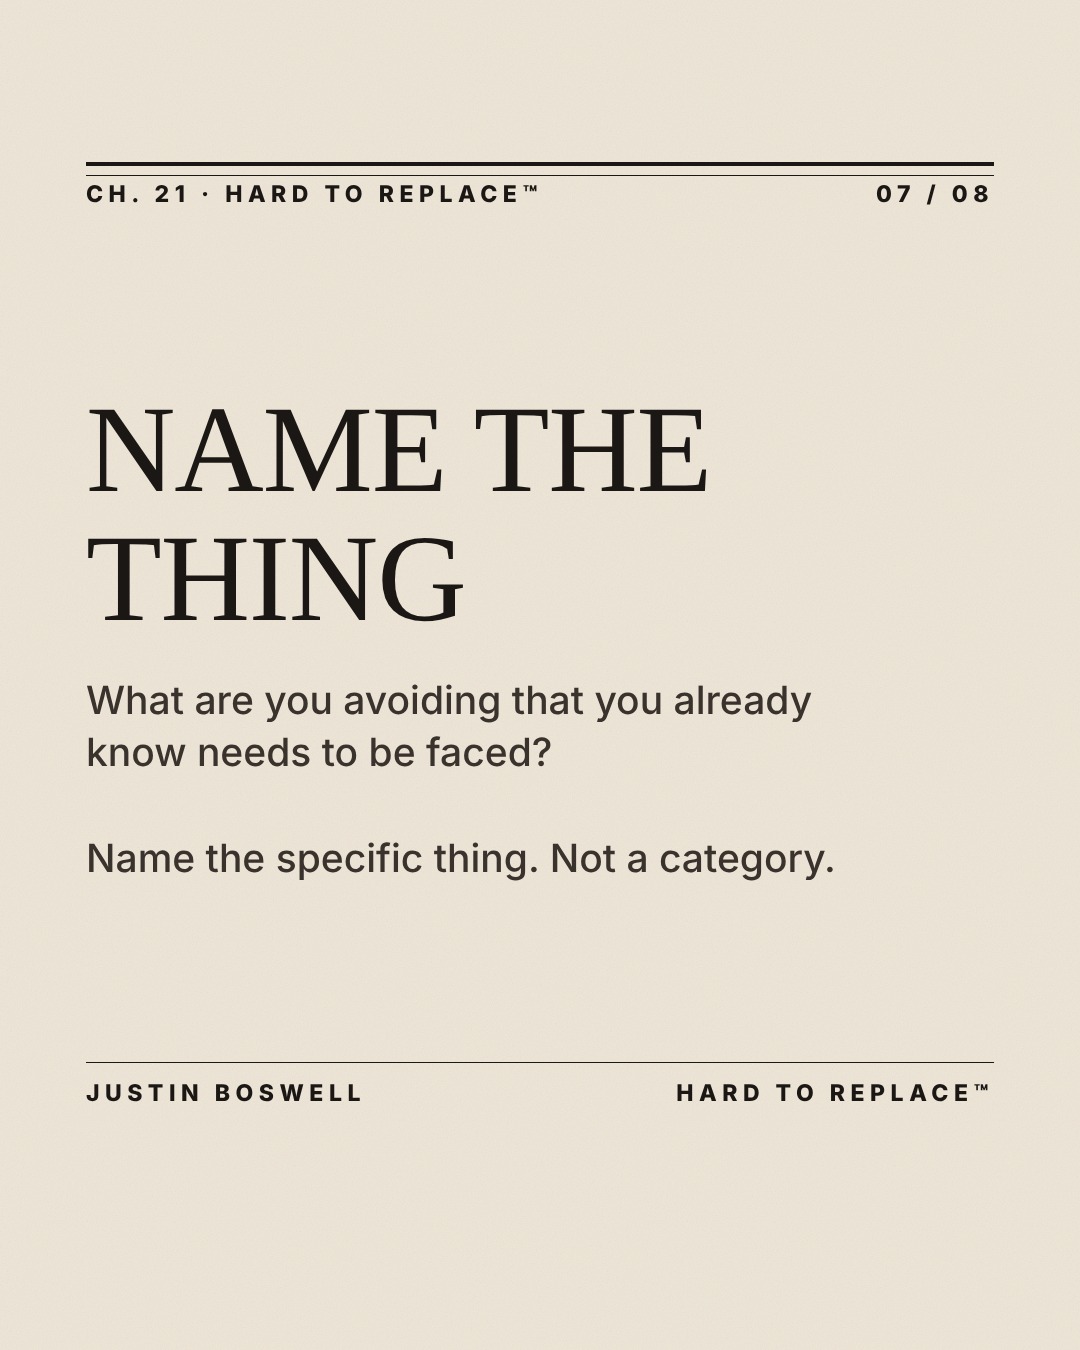 CH. 21 · HARD TO REPLACE™ 07 / 08
NAME THE
THING
What are you avoiding that you already
know needs to be faced?
Name the specific thing. Not a category.
JUSTIN BOSWELL HARD TO REPLACE™